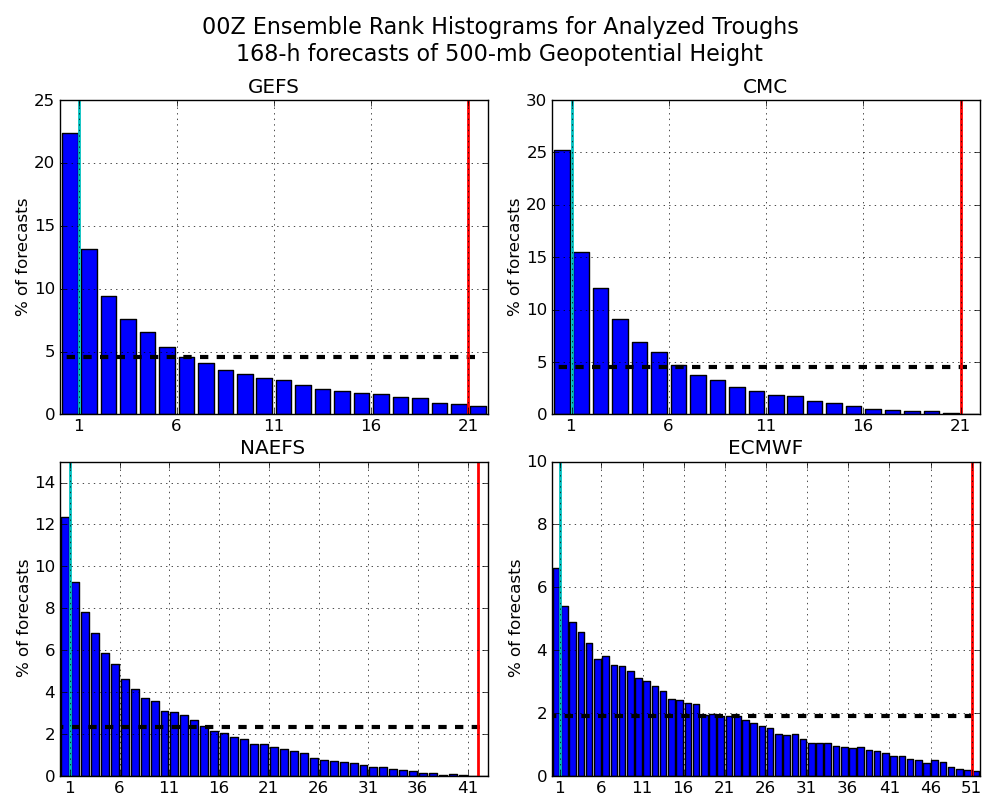 00Z Ensemble Rank Histograms for Analyzed Troughs
168-h forecasts of 500-mb Geopotential Height
GEFS
CMC
25
20
15
10
5
0
% of forecasts
1 6 11 16 21
30
25
20
15
10
5
0
% of forecasts
1 6 11 16 21
NAEFS
ECMWF
14
12
10
8
6
4
2
0
% of forecasts
1 6 11 16 21 26 31 36 41
10
8
6
4
2
0
% of forecasts
1 6 11 16 21 26 31 36 41 46 51